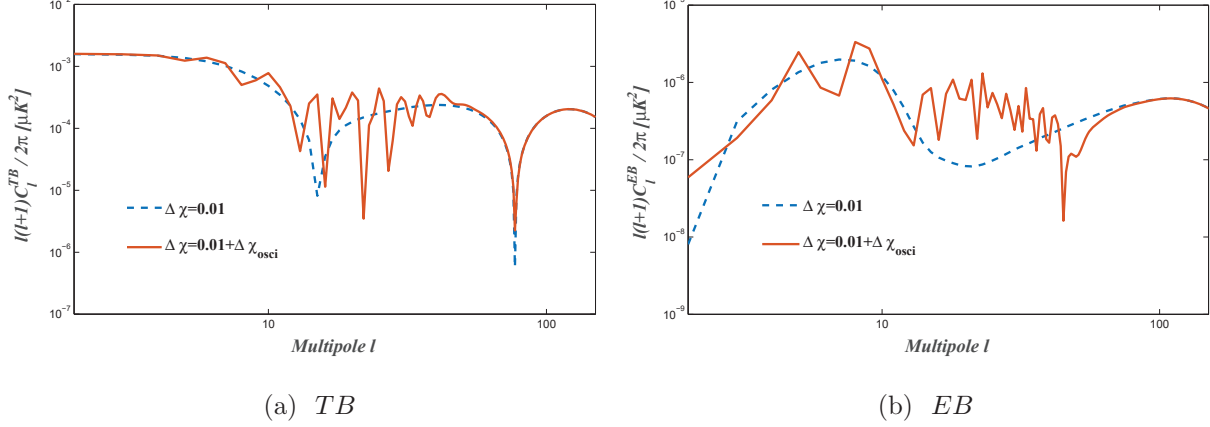 10^-2
10^-3
10^-4
10^-5
10^-6
10^-7
l(l+1)C_l^TB / 2π [μK²]
Δ χ=0.01
Δ χ=0.01+Δ χ_osci
10
100
Multipole l
(a) TB
10^-5
10^-6
10^-7
10^-8
10^-9
l(l+1)C_l^EB / 2π [μK²]
Δ χ=0.01
Δ χ=0.01+Δ χ_osci
10
100
Multipole l
(b) EB